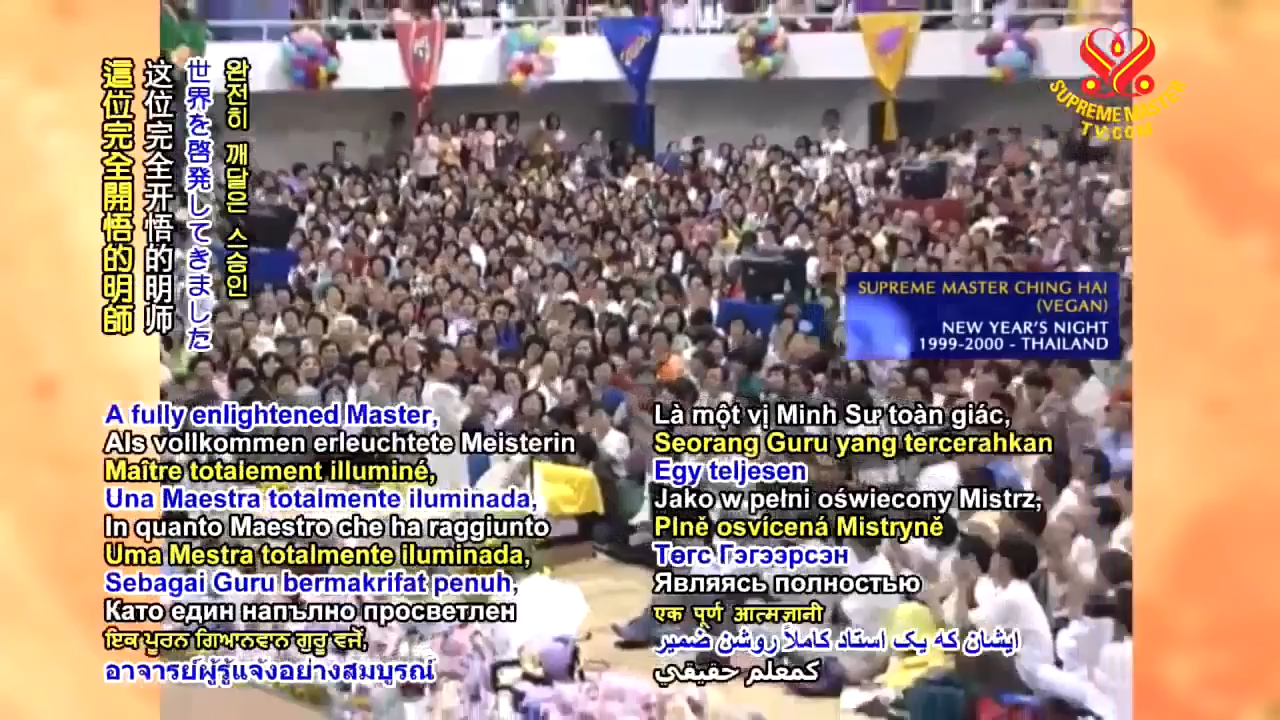 SUPREME MASTER
TV.COM
這位完全開悟的明師
这位完全开悟的明师
世界を啓発してきました
완전히 깨달은 스승인
SUPREME MASTER CHING HAI
(VEGAN)
NEW YEAR'S NIGHT
1999-2000 - THAILAND
A fully enlightened Master,
Als vollkommen erleuchtete Meisterin
Maître totalement illuminé,
Una Maestra totalmente iluminada,
In quanto Maestro che ha raggiunto
Uma Mestra totalmente iluminada,
Sebagai Guru bermakrifat penuh,
Като един напълно просветлен
ਇਕ ਪੂਰਨ ਗਿਆਨਵਾਨ ਗੁਰੂ ਵਜੋਂ,
อาจารย์ผู้รู้แจ้งอย่างสมบูรณ์
Là một vị Minh Sư toàn giác,
Seorang Guru yang tercerahkan
Egy teljesen
Jako w pełni oświecony Mistrz,
Plně osvícená Mistryně
Төгс Гэгээрсэн
Являясь полностью
एक पूर्ण आत्मज्ञानी
ایشان که یک استاد کاملاً روشن ضمیر
كمعلم حقيقي